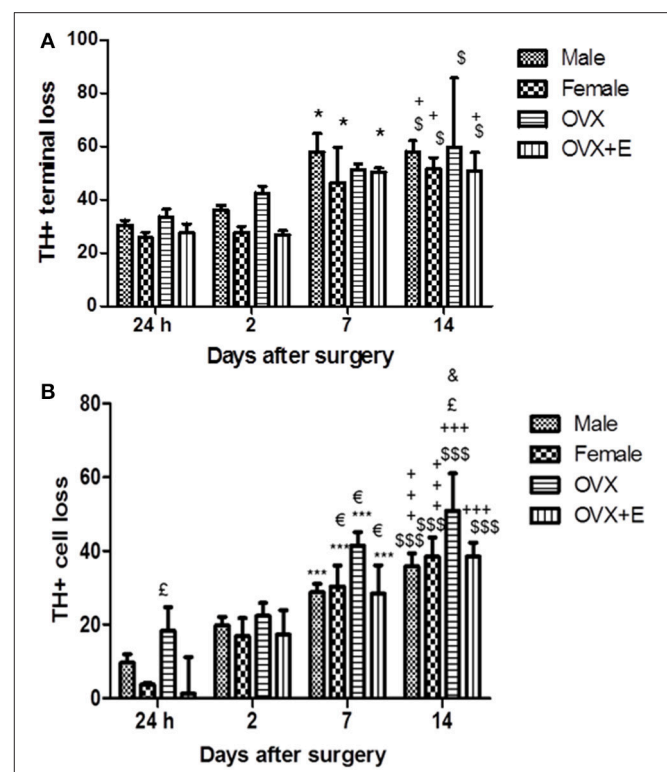 A
TH+ terminal loss
100
80
60
40
20
0
* * *
+ + $ +
$ $ $
24 h 2 7 14
Days after surgery
Male
Female
OVX
OVX+E
B
TH+ cell loss
80
60
40
20
0
£
€ € €
*** *** *** ***
&
£
+++
$$$
+
+
+
$$$
+
+
+
$$$
+++
$$$
24 h 2 7 14
Days after surgery
Male
Female
OVX
OVX+E